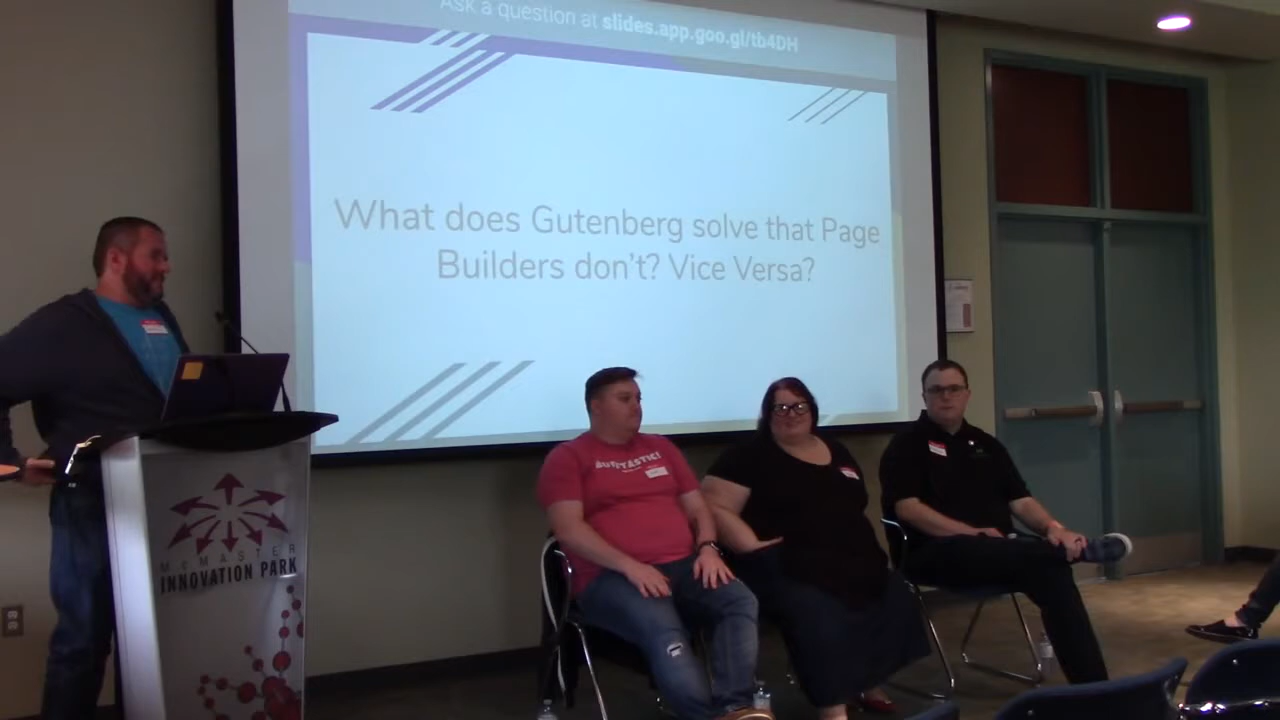 Ask a question at slides.app.goo.gl/tb4DH
What does Gutenberg solve that Page
Builders don't? Vice Versa?
McMASTER
INNOVATION PARK